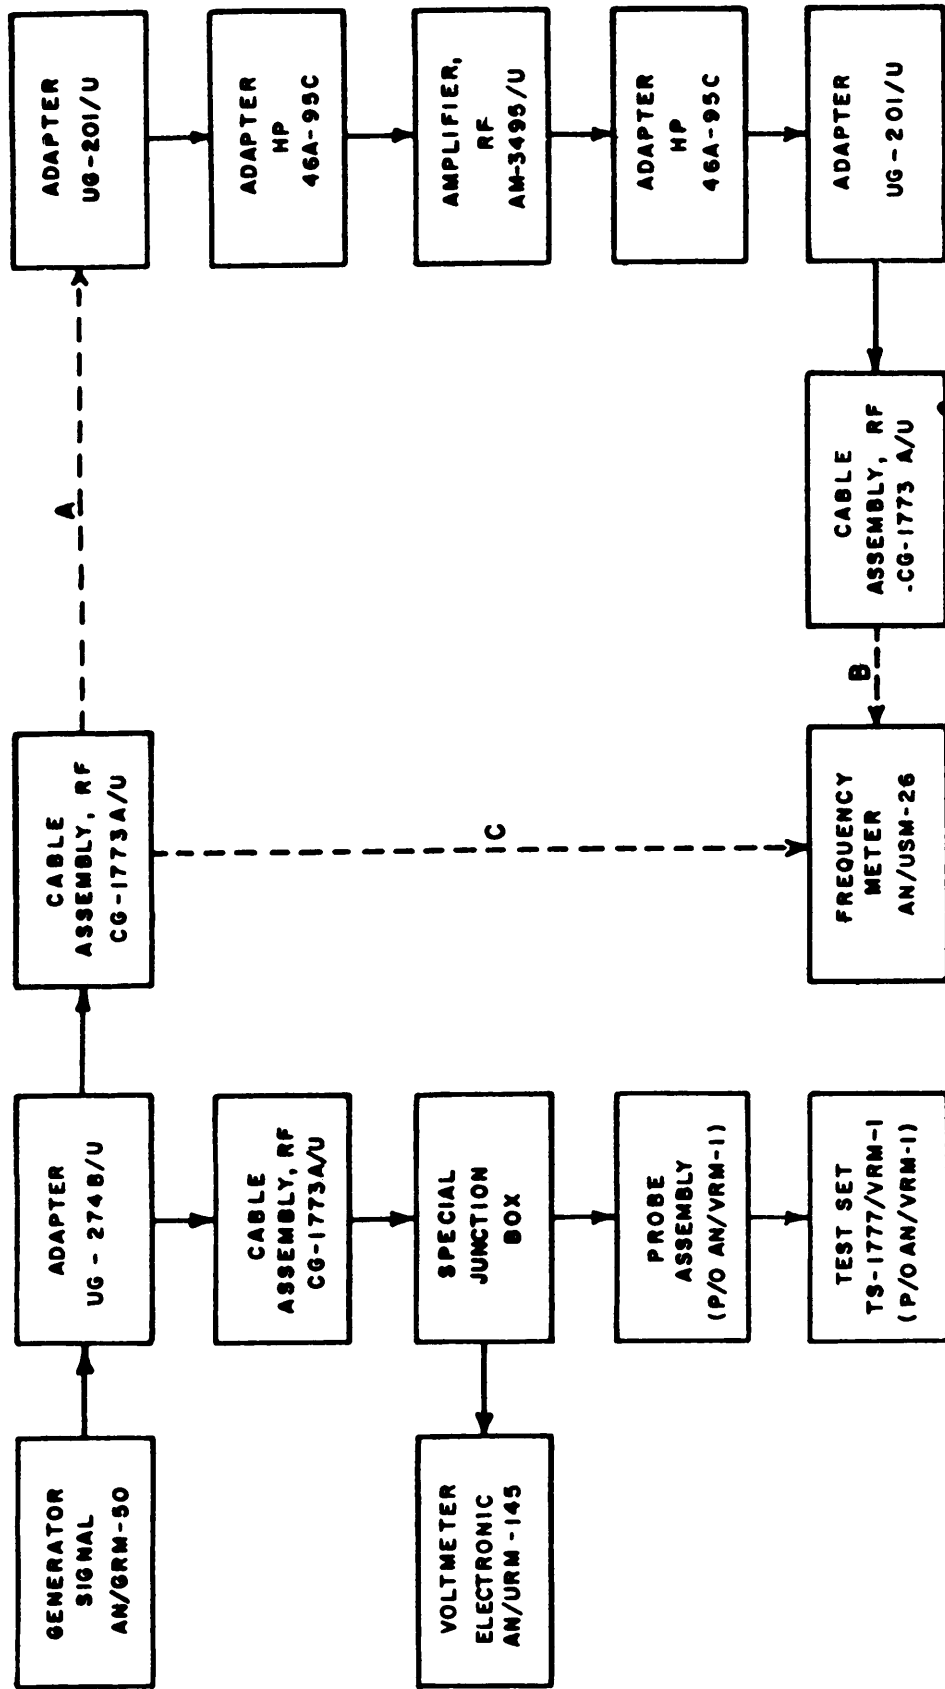 GENERATOR
SIGNAL
AN/GRM-50
ADAPTER
UG-274B/U
CABLE
ASSEMBLY, RF
CG-1773A/U
A
ADAPTER
UG-201/U
CABLE
ASSEMBLY, RF
CG-1773A/U
ADAPTER
HP
46A-95C
VOLTMETER
ELECTRONIC
AN/URM-145
SPECIAL
JUNCTION
BOX
C
AMPLIFIER,
RF
AM-3495/U
PROBE
ASSEMBLY
(P/O AN/VRM-1)
ADAPTER
HP
46A-95C
TEST SET
TS-1777/VRM-1
(P/O AN/VRM-1)
FREQUENCY
METER
AN/USM-26
B
CABLE
ASSEMBLY, RF
-CG-1773 A/U
ADAPTER
UG-201/U